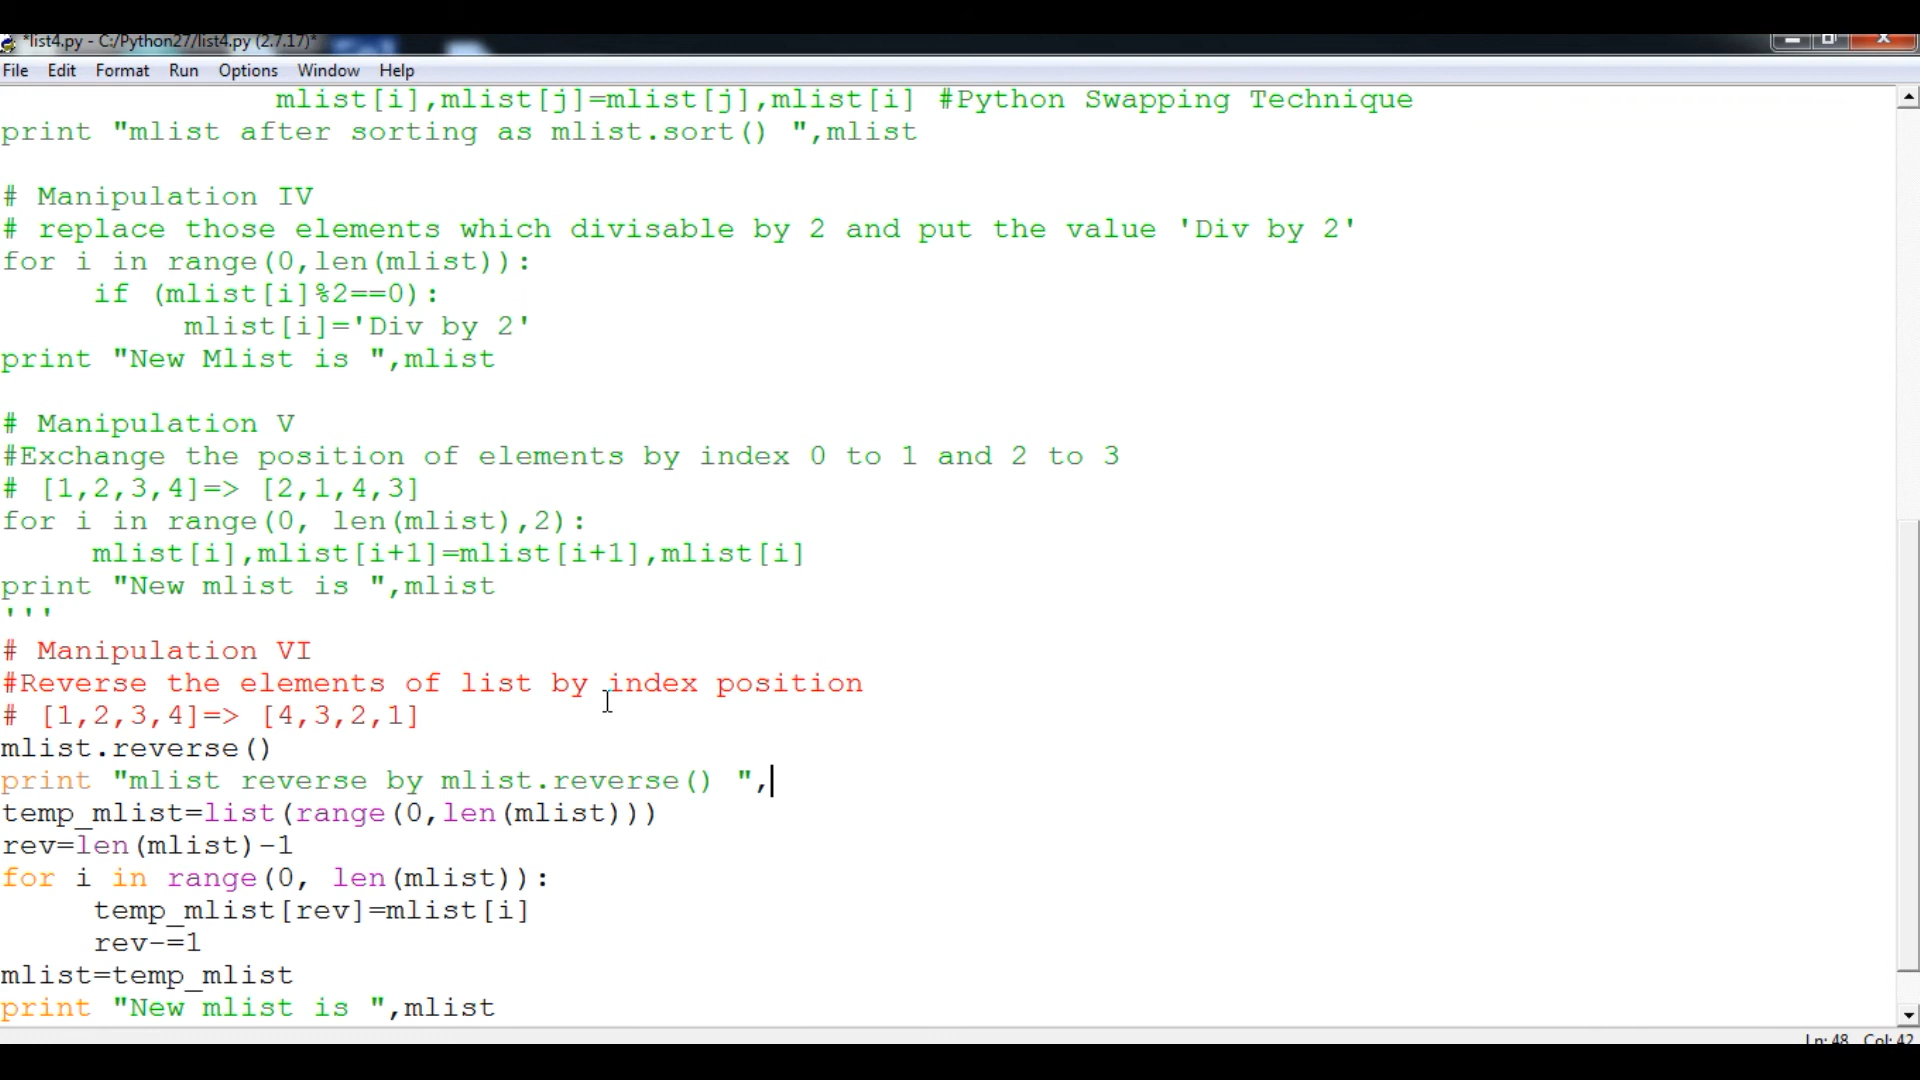 *list4.py - C:/Python27/list4.py (2.7.17)*
File Edit Format Run Options Window Help
mlist[i],mlist[j]=mlist[j],mlist[i] #Python Swapping Technique
print "mlist after sorting as mlist.sort() ",mlist
# Manipulation IV
# replace those elements which divisable by 2 and put the value 'Div by 2'
for i in range(0,len(mlist)):
if (mlist[i]%2==0):
mlist[i]='Div by 2'
print "New Mlist is ",mlist
# Manipulation V
#Exchange the position of elements by index 0 to 1 and 2 to 3
# [1,2,3,4]=> [2,1,4,3]
for i in range(0, len(mlist),2):
mlist[i],mlist[i+1]=mlist[i+1],mlist[i]
print "New mlist is ",mlist
'''
# Manipulation VI
#Reverse the elements of list by index position
# [1,2,3,4]=> [4,3,2,1]
mlist.reverse()
print "mlist reverse by mlist.reverse() ",
temp_mlist=list(range(0,len(mlist)))
rev=len(mlist)-1
for i in range(0, len(mlist)):
temp_mlist[rev]=mlist[i]
rev-=1
mlist=temp_mlist
print "New mlist is ",mlist
Ln: 48 Col: 42